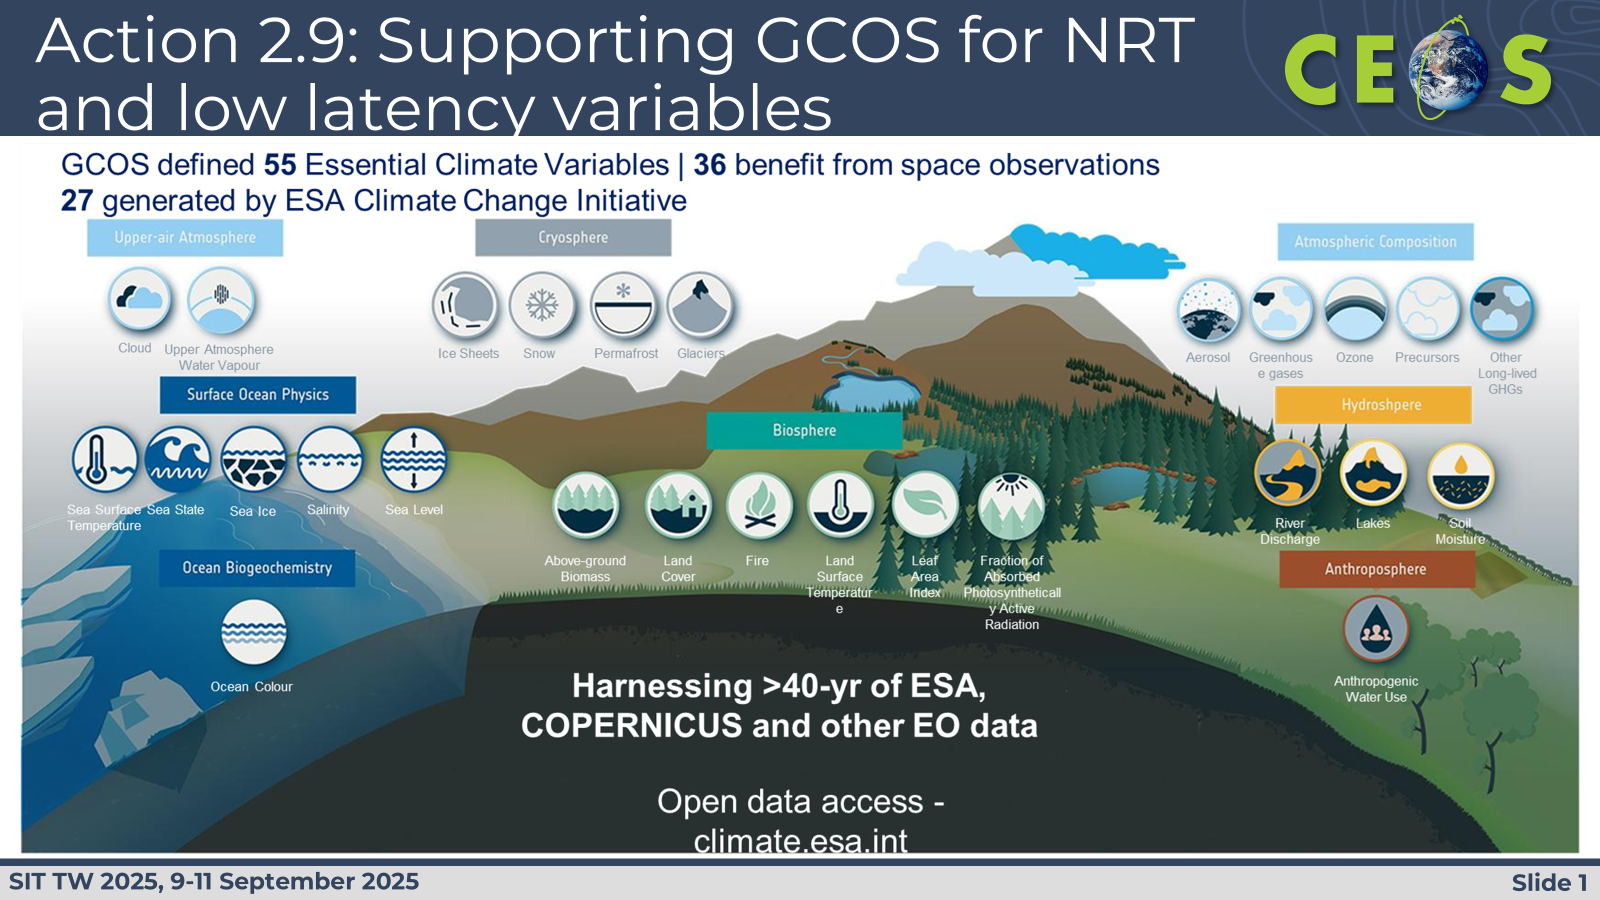 Action 2.9: Supporting GCOS for NRT
and low latency variables
CEOS
GCOS defined 55 Essential Climate Variables | 36 benefit from space observations
27 generated by ESA Climate Change Initiative
Upper-air Atmosphere
Cloud
Upper Atmosphere
Water Vapour
Cryosphere
Ice Sheets
Snow
Permafrost
Glaciers
Atmospheric Composition
Aerosol
Greenhous
e gases
Ozone
Precursors
Other
Long-lived
GHGs
Surface Ocean Physics
Sea Surface
Temperature
Sea State
Sea Ice
Salinity
Sea Level
Biosphere
Above-ground
Biomass
Land
Cover
Fire
Land
Surface
Temperatur
e
Leaf
Area
Index
Fraction of
Absorbed
Photosyntheticall
y Active
Radiation
Hydroshpere
River
Discharge
Lakes
Soil
Moisture
Ocean Biogeochemistry
Ocean Colour
Anthroposphere
Anthropogenic
Water Use
Harnessing >40-yr of ESA,
COPERNICUS and other EO data
Open data access -
climate.esa.int
SIT TW 2025, 9-11 September 2025
Slide 1